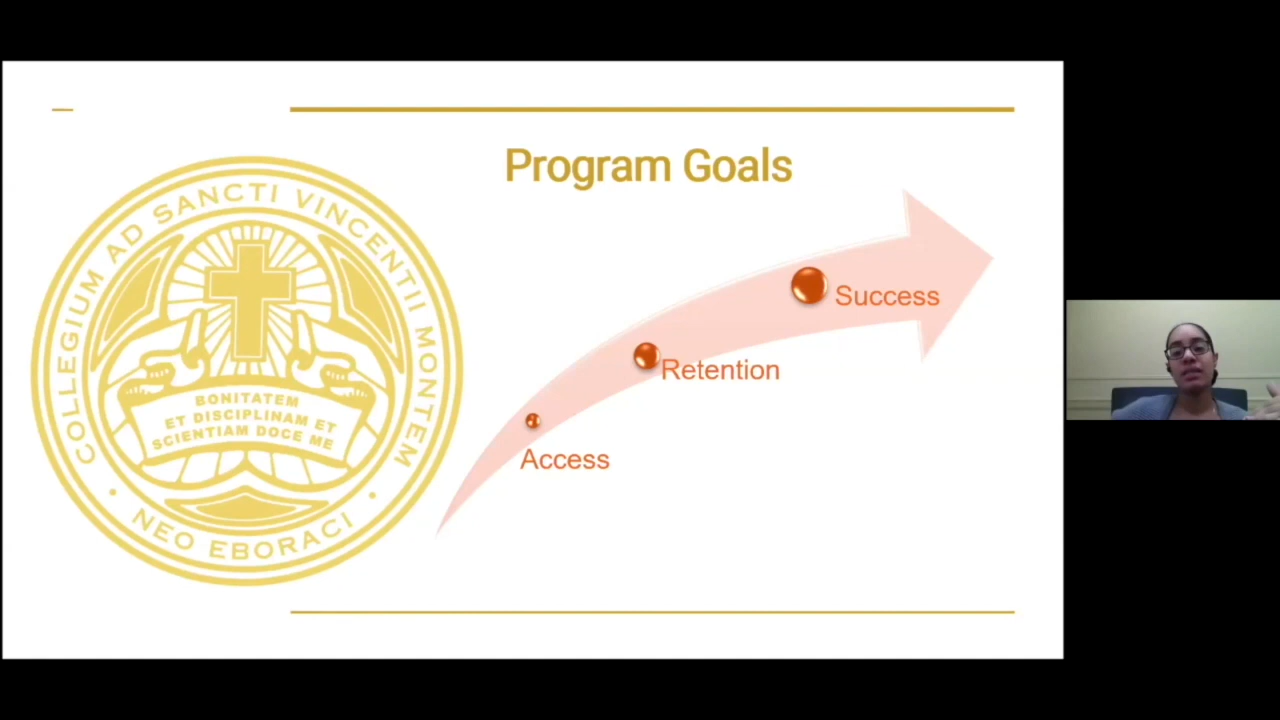 Program Goals
COLLEGIUM AD SANCTI VINCENTII MONTEM
BONITATEM
ET DISCIPLINAM ET
SCIENTIAM DOCE ME
• NEO EBORACI •
Success
Retention
Access